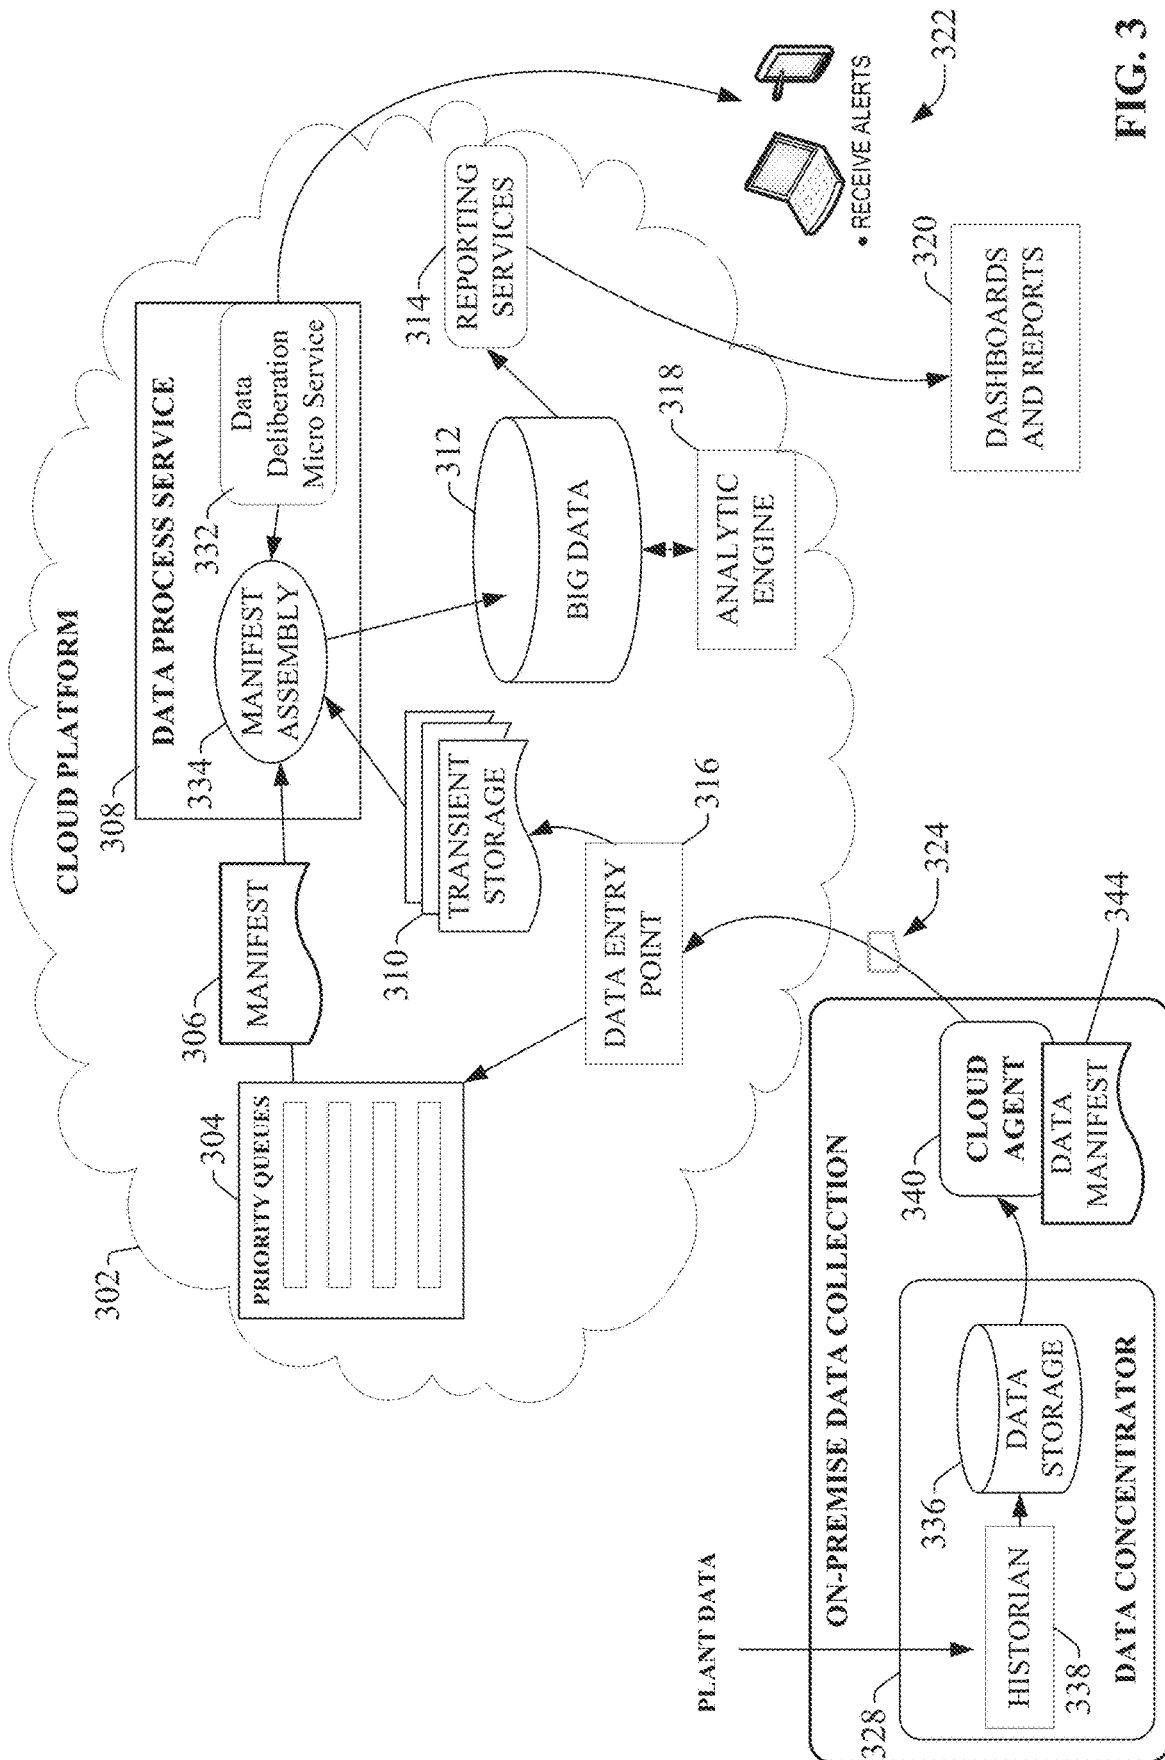 CLOUD PLATFORM
302
304
PRIORITY QUEUES
306
MANIFEST
308
DATA PROCESS SERVICE
334
MANIFEST
ASSEMBLY
332
Data
Deliberation
Micro Service
310
TRANSIENT
STORAGE
312
BIG DATA
314
REPORTING
SERVICES
DATA ENTRY
POINT
316
ANALYTIC
ENGINE
318
• RECEIVE ALERTS
322
DASHBOARDS
AND REPORTS
320
324
PLANT DATA
ON-PREMISE DATA COLLECTION
328
HISTORIAN
338
336
DATA
STORAGE
DATA CONCENTRATOR
340
CLOUD
AGENT
DATA
MANIFEST
344
FIG. 3